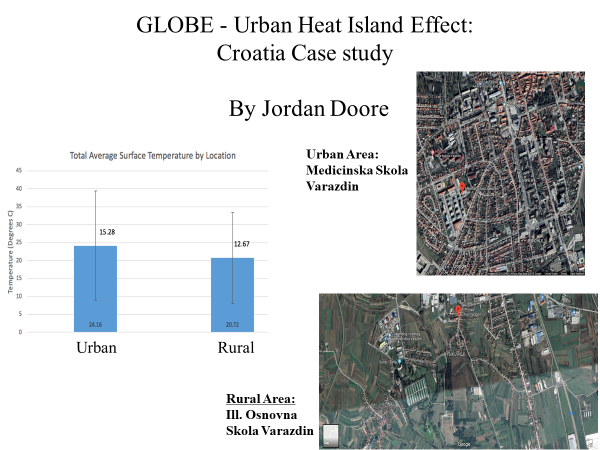 GLOBE - Urban Heat Island Effect:
Croatia Case study
By Jordan Doore
Total Average Surface Temperature by Location
Temperature (Degrees C)
45
40
35
30
25
20
15
10
5
0
15.28
12.67
24.16
20.72
Urban
Rural
Urban Area:
Medicinska Skola
Varazdin
Rural Area:
Ill. Osnovna
Skola Varazdin
Google